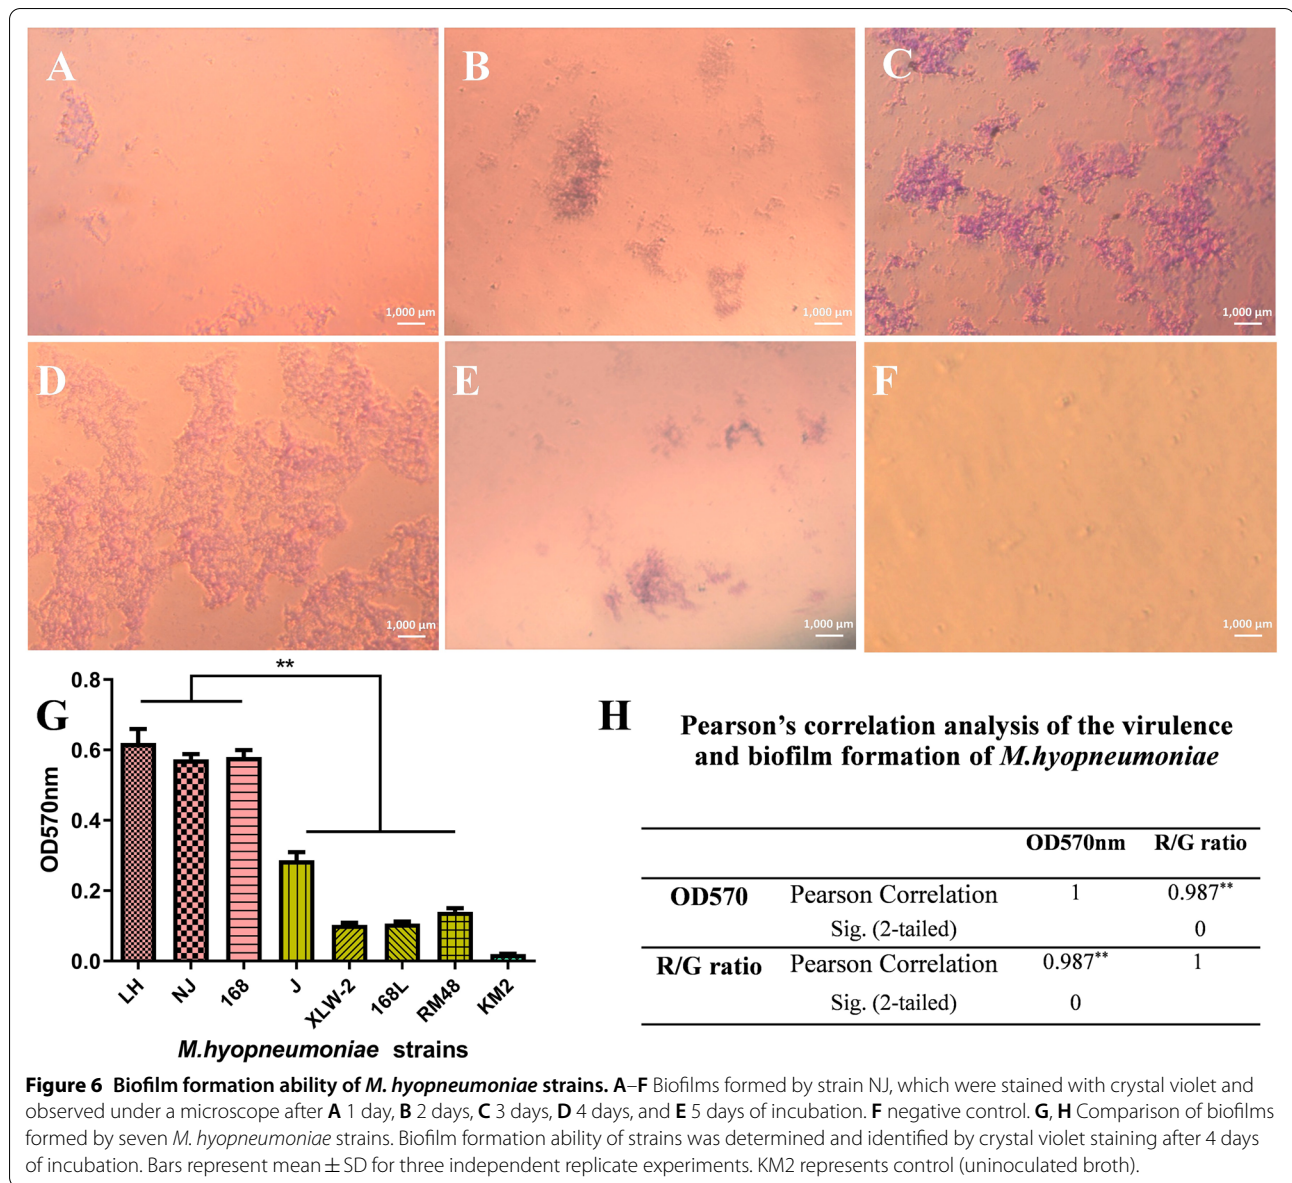 A
1,000 µm
B
1,000 µm
C
1,000 µm
D
1,000 µm
E
1,000 µm
F
1,000 µm
G
**
OD570nm
0.8
0.6
0.4
0.2
0.0
LH
NJ
168
J
XLW-2
168L
RM48
KM2
M.hyopneumoniae strains
H
Pearson's correlation analysis of the virulence
and biofilm formation of M.hyopneumoniae
OD570nm R/G ratio
OD570 Pearson Correlation 1 0.987**
Sig. (2-tailed) 0
R/G ratio Pearson Correlation 0.987** 1
Sig. (2-tailed) 0
Figure 6 Biofilm formation ability of M. hyopneumoniae strains. A–F Biofilms formed by strain NJ, which were stained with crystal violet and
observed under a microscope after A 1 day, B 2 days, C 3 days, D 4 days, and E 5 days of incubation. F negative control. G, H Comparison of biofilms
formed by seven M. hyopneumoniae strains. Biofilm formation ability of strains was determined and identified by crystal violet staining after 4 days
of incubation. Bars represent mean ± SD for three independent replicate experiments. KM2 represents control (uninoculated broth).